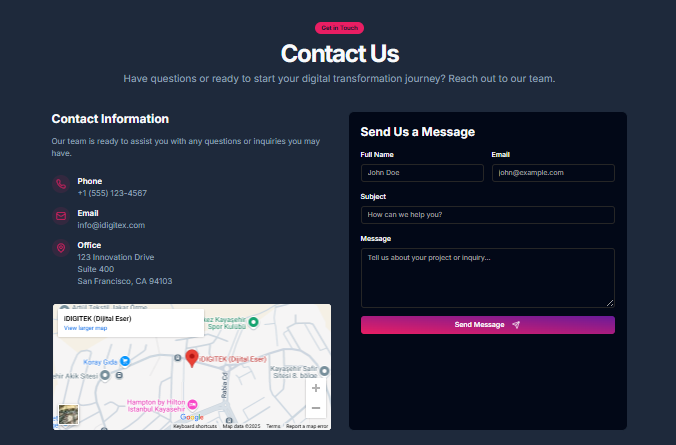 Get in Touch
Contact Us
Have questions or ready to start your digital transformation journey? Reach out to our team.
Contact Information
Our team is ready to assist you with any questions or inquiries you may
have.
Phone
+1 (555) 123-4567
Email
info@idigitex.com
Office
123 Innovation Drive
Suite 400
San Francisco, CA 94103
Send Us a Message
Full Name
John Doe
Email
john@example.com
Subject
How can we help you?
Message
Tell us about your project or inquiry...
Send Message
iDIGITEK (Dijital Eser)
View larger map
Kayaşehir
Spor Kulübü
Koray Gıda
iDIGITEK (Dijital Eser)
Akik Sitesi
Kayaşehir Safir
Sitesi 8. bölge
Rabia Cd
Hampton by Hilton
Istanbul Kayasehir
Google
Keyboard shortcuts
Map data ©2025
Terms
Report a map error